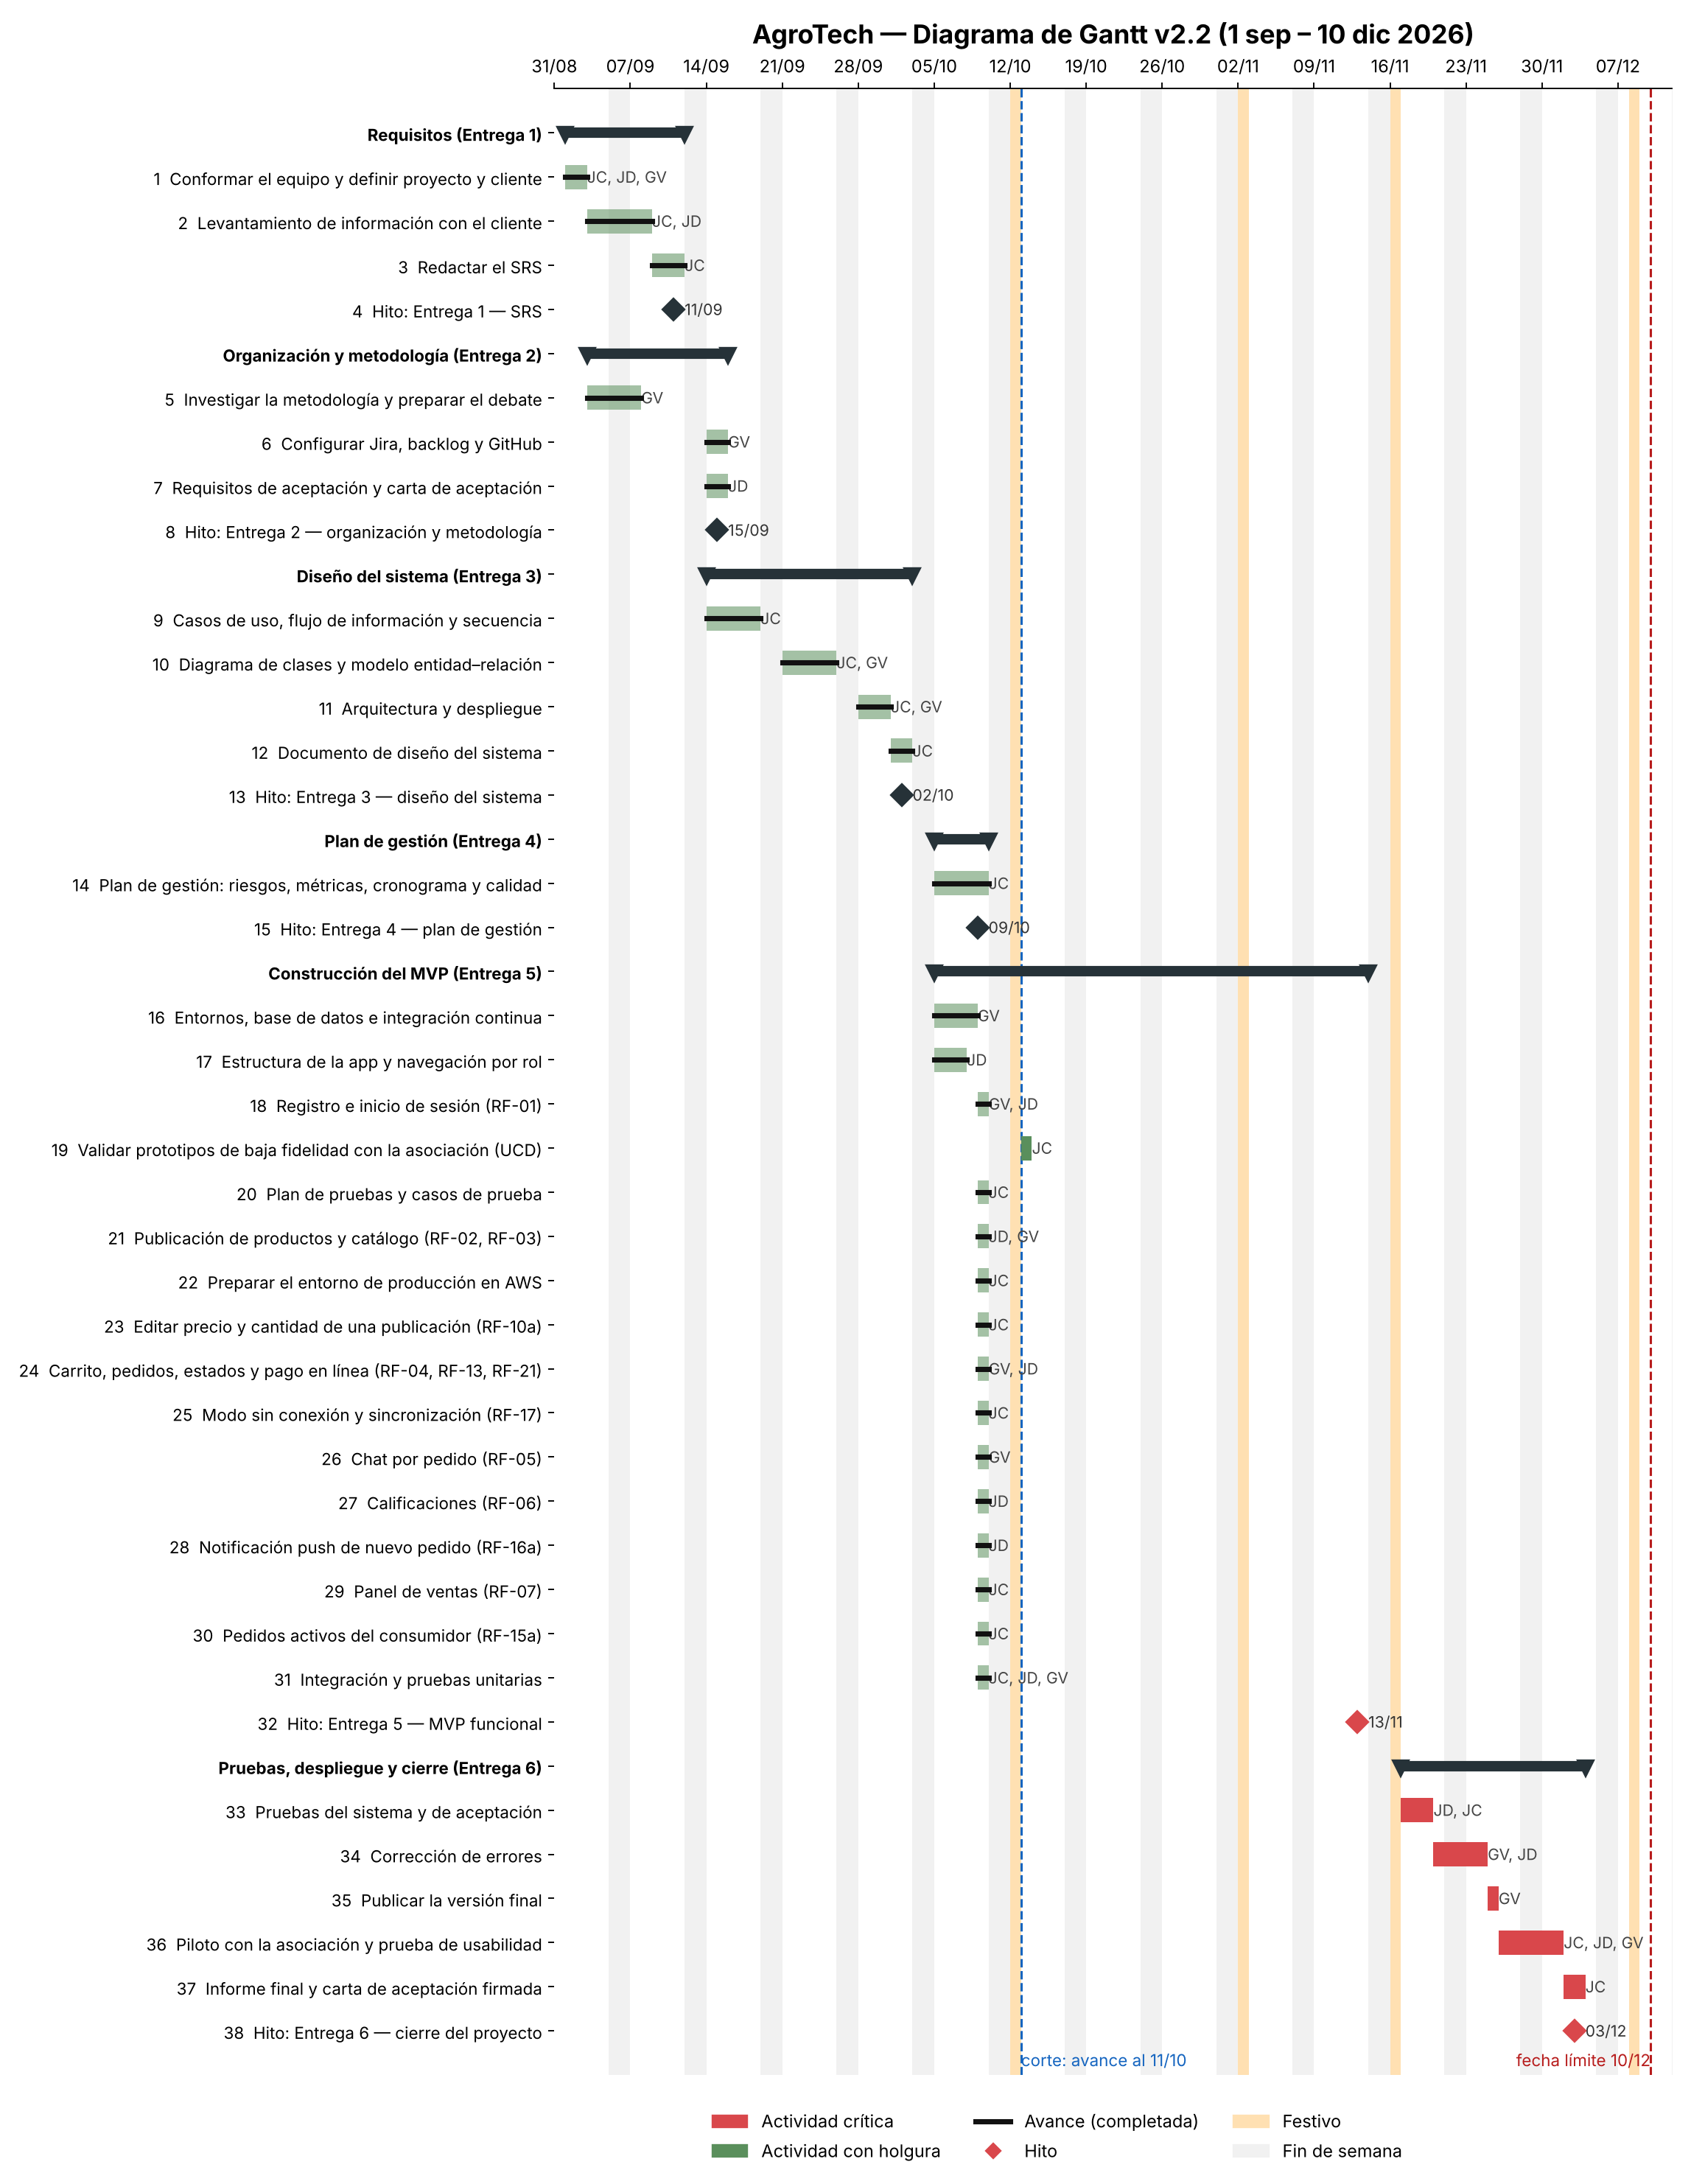 AgroTech — Diagrama de Gantt v2.2 (1 sep – 10 dic 2026)
31/08 07/09 14/09 21/09 28/09 05/10 12/10 19/10 26/10 02/11 09/11 16/11 23/11 30/11 07/12
Requisitos (Entrega 1)
1 Conformar el equipo y definir proyecto y cliente JC, JD, GV
2 Levantamiento de información con el cliente JC, JD
3 Redactar el SRS JC
4 Hito: Entrega 1 — SRS 11/09
Organización y metodología (Entrega 2)
5 Investigar la metodología y preparar el debate GV
6 Configurar Jira, backlog y GitHub GV
7 Requisitos de aceptación y carta de aceptación JD
8 Hito: Entrega 2 — organización y metodología 15/09
Diseño del sistema (Entrega 3)
9 Casos de uso, flujo de información y secuencia JC
10 Diagrama de clases y modelo entidad–relación JC, GV
11 Arquitectura y despliegue JC, GV
12 Documento de diseño del sistema JC
13 Hito: Entrega 3 — diseño del sistema 02/10
Plan de gestión (Entrega 4)
14 Plan de gestión: riesgos, métricas, cronograma y calidad JC
15 Hito: Entrega 4 — plan de gestión 09/10
Construcción del MVP (Entrega 5)
16 Entornos, base de datos e integración continua GV
17 Estructura de la app y navegación por rol JD
18 Registro e inicio de sesión (RF-01) GV, JD
19 Validar prototipos de baja fidelidad con la asociación (UCD) JC
20 Plan de pruebas y casos de prueba JC
21 Publicación de productos y catálogo (RF-02, RF-03) JD, GV
22 Preparar el entorno de producción en AWS JC
23 Editar precio y cantidad de una publicación (RF-10a) JC
24 Carrito, pedidos, estados y pago en línea (RF-04, RF-13, RF-21) GV, JD
25 Modo sin conexión y sincronización (RF-17) JC
26 Chat por pedido (RF-05) GV
27 Calificaciones (RF-06) JD
28 Notificación push de nuevo pedido (RF-16a) JD
29 Panel de ventas (RF-07) JC
30 Pedidos activos del consumidor (RF-15a) JC
31 Integración y pruebas unitarias JC, JD, GV
32 Hito: Entrega 5 — MVP funcional 13/11
Pruebas, despliegue y cierre (Entrega 6)
33 Pruebas del sistema y de aceptación JD, JC
34 Corrección de errores GV, JD
35 Publicar la versión final GV
36 Piloto con la asociación y prueba de usabilidad JC, JD, GV
37 Informe final y carta de aceptación firmada JC
38 Hito: Entrega 6 — cierre del proyecto 03/12
corte: avance al 11/10 fecha límite 10/12
Actividad crítica Avance (completada) Festivo
Actividad con holgura Hito Fin de semana